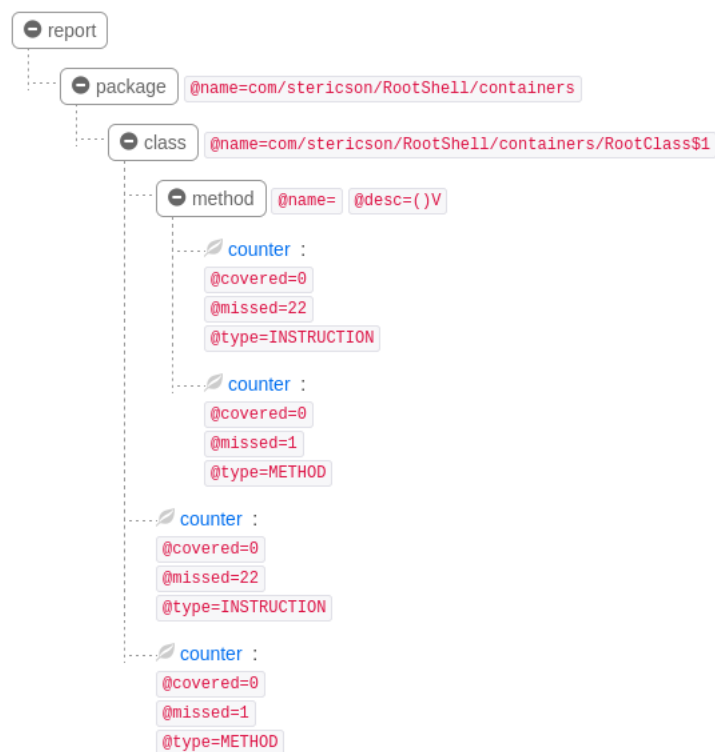 report
package @name=com/stericson/RootShell/containers
class @name=com/stericson/RootShell/containers/RootClass$1
method @name= @desc=()V
counter :
@covered=0
@missed=22
@type=INSTRUCTION
counter :
@covered=0
@missed=1
@type=METHOD
counter :
@covered=0
@missed=22
@type=INSTRUCTION
counter :
@covered=0
@missed=1
@type=METHOD